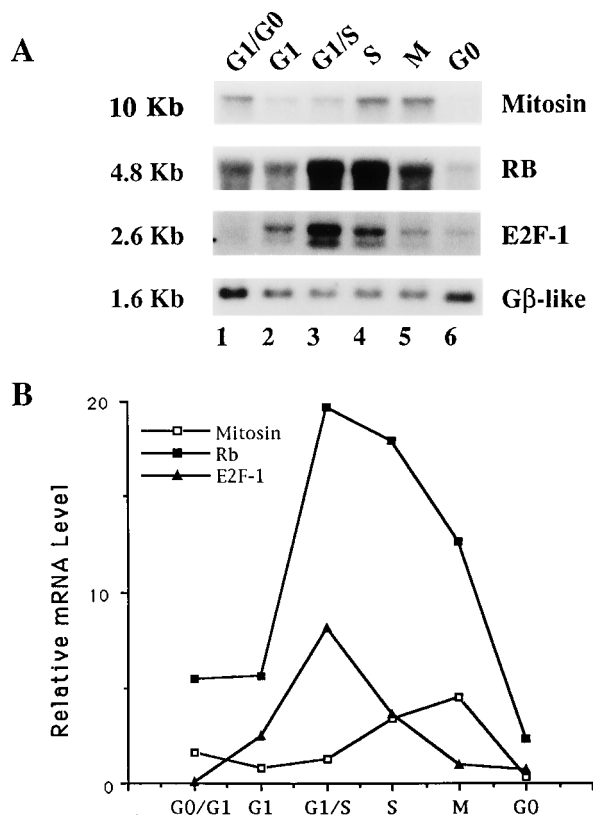 A
G1/G0 G1 G1/S S M G0
10 Kb Mitosin
4.8 Kb RB
2.6 Kb E2F-1
1.6 Kb Gβ-like
1 2 3 4 5 6
B
20
Mitosin
Rb
E2F-1
10
0
Relative mRNA Level
G0/G1 G1 G1/S S M G0